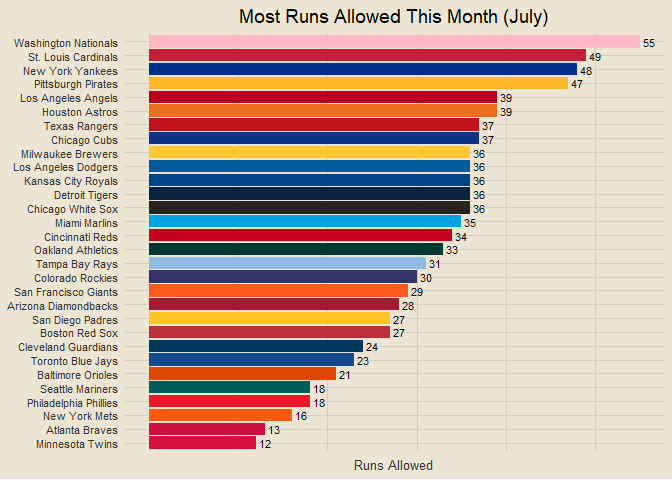 Most Runs Allowed This Month (July)
Washington Nationals 55
St. Louis Cardinals 49
New York Yankees 48
Pittsburgh Pirates 47
Los Angeles Angels 39
Houston Astros 39
Texas Rangers 37
Chicago Cubs 37
Milwaukee Brewers 36
Los Angeles Dodgers 36
Kansas City Royals 36
Detroit Tigers 36
Chicago White Sox 36
Miami Marlins 35
Cincinnati Reds 34
Oakland Athletics 33
Tampa Bay Rays 31
Colorado Rockies 30
San Francisco Giants 29
Arizona Diamondbacks 28
San Diego Padres 27
Boston Red Sox 27
Cleveland Guardians 24
Toronto Blue Jays 23
Baltimore Orioles 21
Seattle Mariners 18
Philadelphia Phillies 18
New York Mets 16
Atlanta Braves 13
Minnesota Twins 12
Runs Allowed